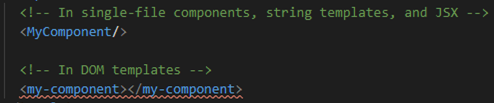 <!-- In single-file components, string templates, and JSX -->
<MyComponent/>
<!-- In DOM templates -->
<my-component></my-component>